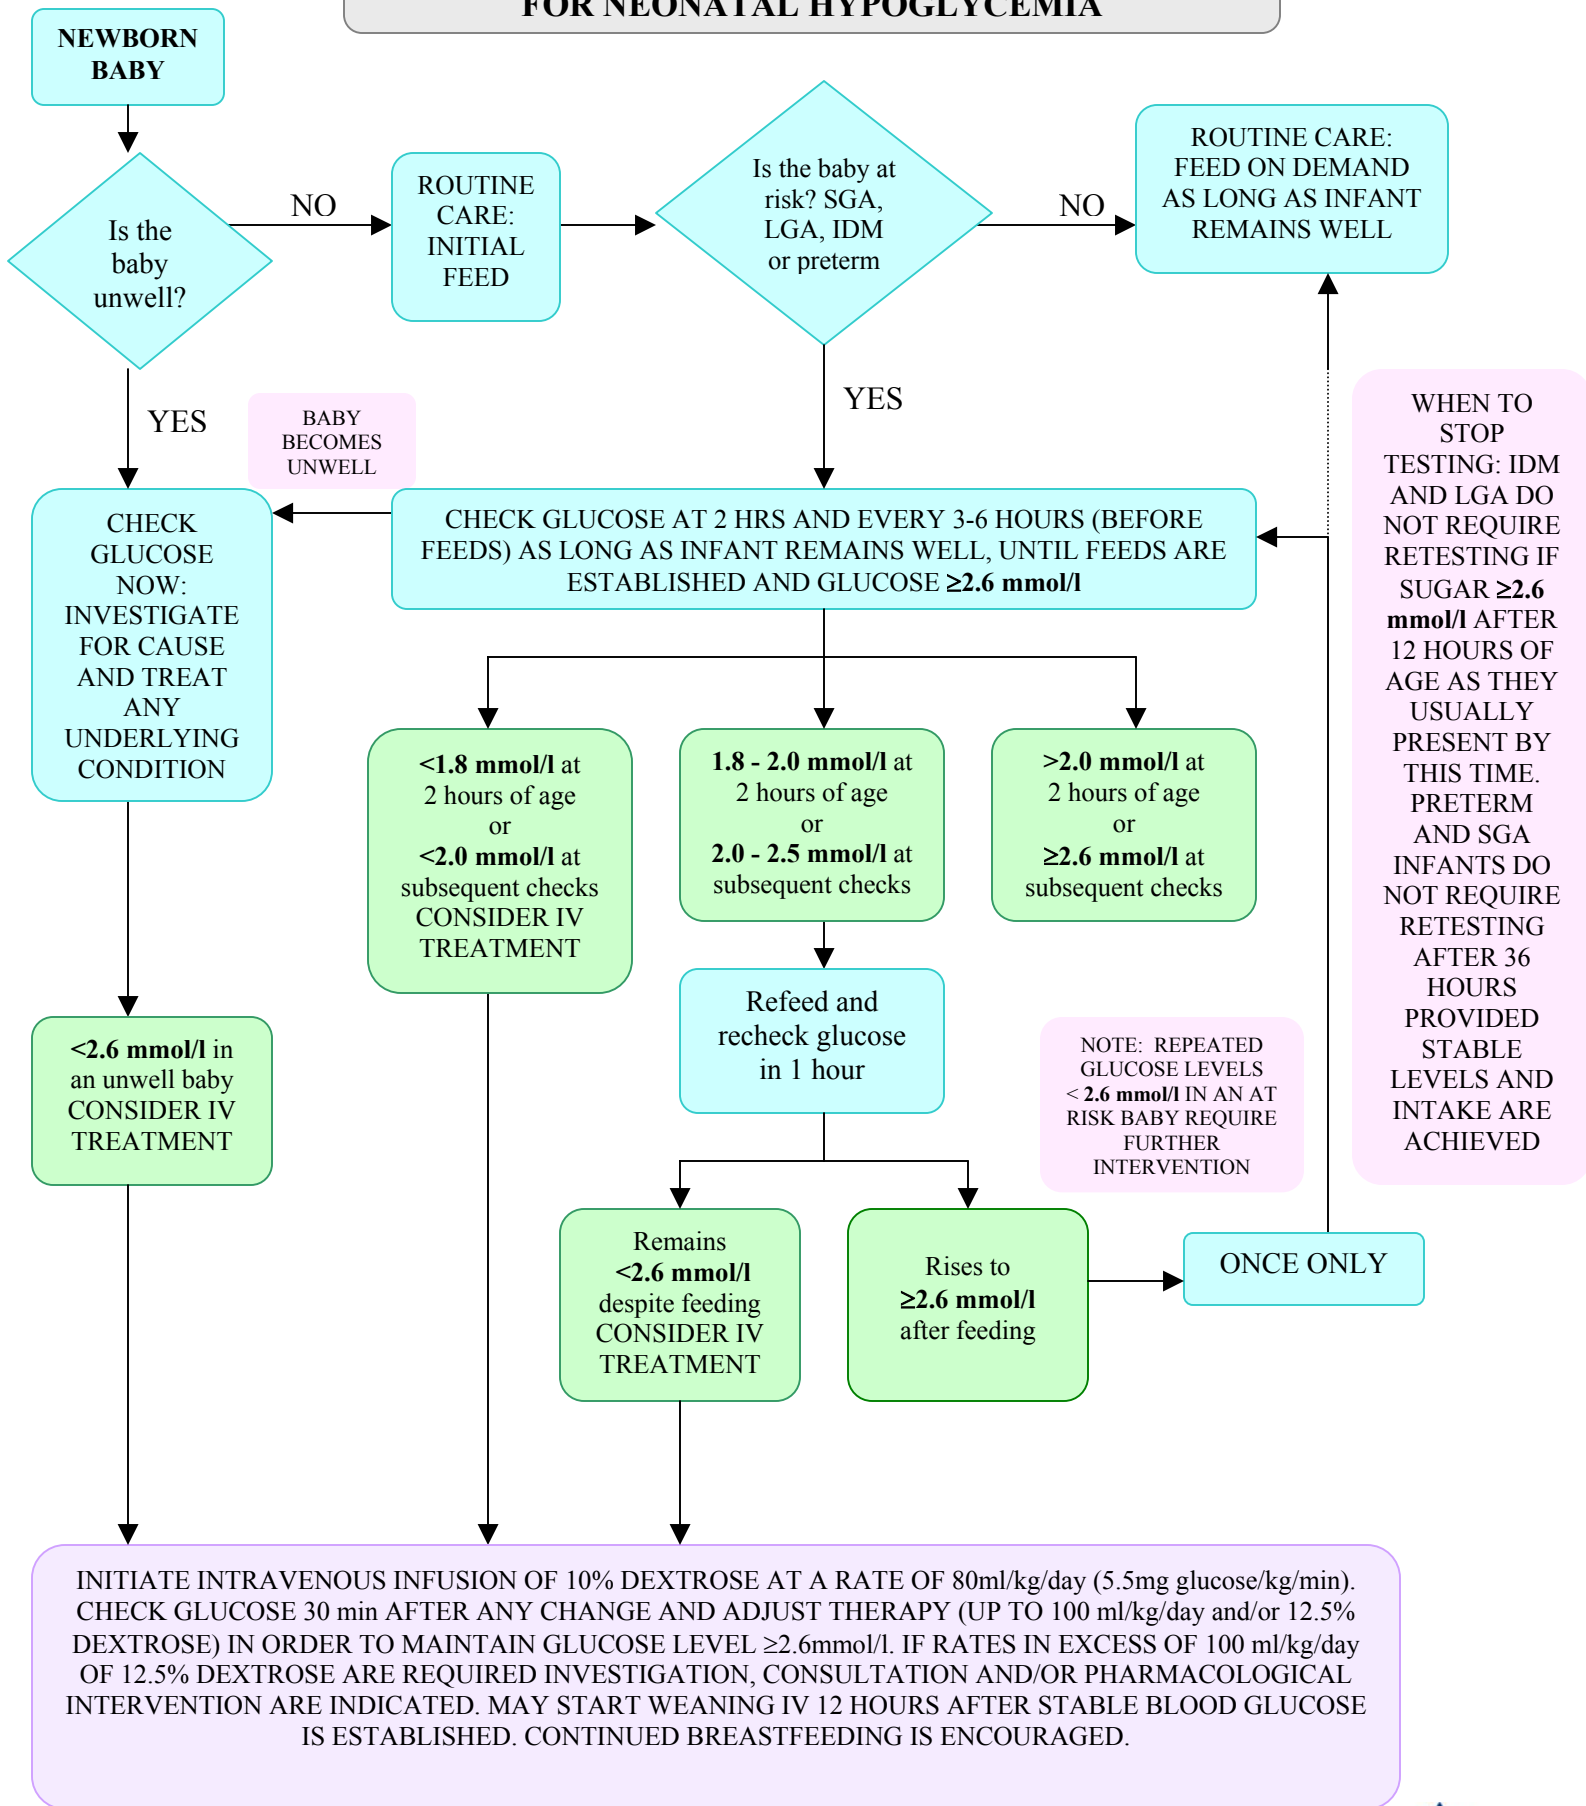 FOR NEONATAL HYPOGLYCEMIA
NEWBORN
BABY
Is the
baby
unwell?
NO
ROUTINE
CARE:
INITIAL
FEED
Is the baby at
risk? SGA,
LGA, IDM
or preterm
NO
ROUTINE CARE:
FEED ON DEMAND
AS LONG AS INFANT
REMAINS WELL
YES
BABY
BECOMES
UNWELL
YES
CHECK
GLUCOSE
NOW:
INVESTIGATE
FOR CAUSE
AND TREAT
ANY
UNDERLYING
CONDITION
CHECK GLUCOSE AT 2 HRS AND EVERY 3-6 HOURS (BEFORE
FEEDS) AS LONG AS INFANT REMAINS WELL, UNTIL FEEDS ARE
ESTABLISHED AND GLUCOSE ≥2.6 mmol/l
WHEN TO
STOP
TESTING: IDM
AND LGA DO
NOT REQUIRE
RETESTING IF
SUGAR ≥2.6
mmol/l AFTER
12 HOURS OF
AGE AS THEY
USUALLY
PRESENT BY
THIS TIME.
PRETERM
AND SGA
INFANTS DO
NOT REQUIRE
RETESTING
AFTER 36
HOURS
PROVIDED
STABLE
LEVELS AND
INTAKE ARE
ACHIEVED
<1.8 mmol/l at
2 hours of age
or
<2.0 mmol/l at
subsequent checks
CONSIDER IV
TREATMENT
1.8 - 2.0 mmol/l at
2 hours of age
or
2.0 - 2.5 mmol/l at
subsequent checks
>2.0 mmol/l at
2 hours of age
or
≥2.6 mmol/l at
subsequent checks
Refeed and
recheck glucose
in 1 hour
<2.6 mmol/l in
an unwell baby
CONSIDER IV
TREATMENT
NOTE: REPEATED
GLUCOSE LEVELS
< 2.6 mmol/l IN AN AT
RISK BABY REQUIRE
FURTHER
INTERVENTION
Remains
<2.6 mmol/l
despite feeding
CONSIDER IV
TREATMENT
Rises to
≥2.6 mmol/l
after feeding
ONCE ONLY
INITIATE INTRAVENOUS INFUSION OF 10% DEXTROSE AT A RATE OF 80ml/kg/day (5.5mg glucose/kg/min).
CHECK GLUCOSE 30 min AFTER ANY CHANGE AND ADJUST THERAPY (UP TO 100 ml/kg/day and/or 12.5%
DEXTROSE) IN ORDER TO MAINTAIN GLUCOSE LEVEL ≥2.6mmol/l. IF RATES IN EXCESS OF 100 ml/kg/day
OF 12.5% DEXTROSE ARE REQUIRED INVESTIGATION, CONSULTATION AND/OR PHARMACOLOGICAL
INTERVENTION ARE INDICATED. MAY START WEANING IV 12 HOURS AFTER STABLE BLOOD GLUCOSE
IS ESTABLISHED. CONTINUED BREASTFEEDING IS ENCOURAGED.